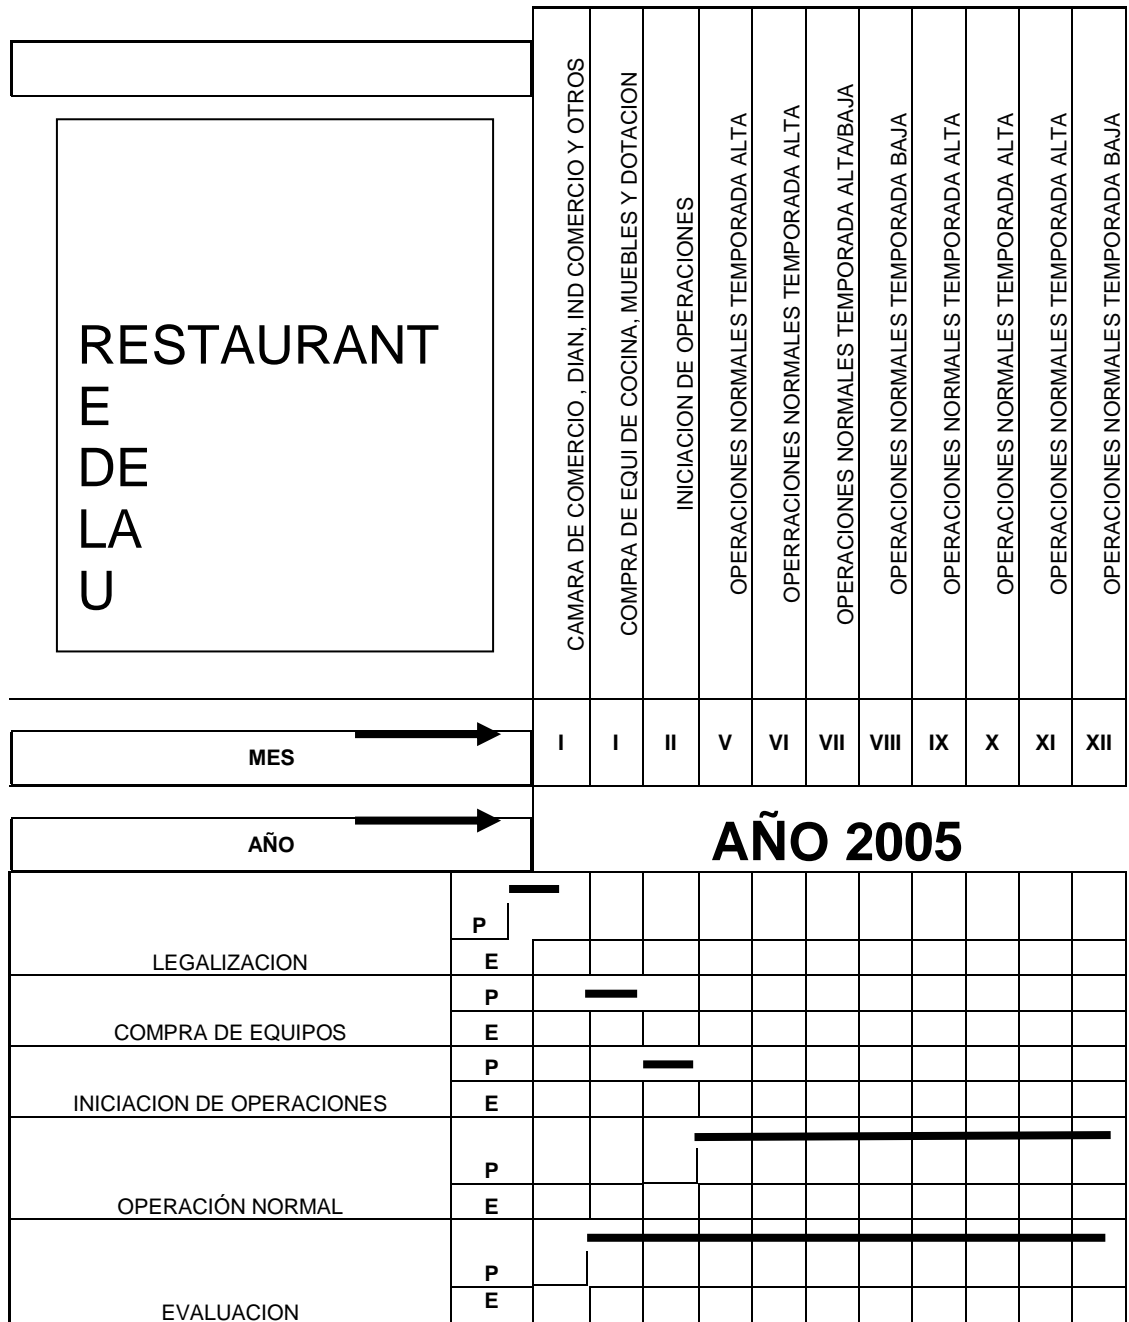 CAMARA DE COMERCIO , DIAN, IND COMERCIO Y OTROS
COMPRA DE EQUI DE COCINA, MUEBLES Y DOTACION
INICIACION DE OPERACIONES
OPERACIONES NORMALES TEMPORADA ALTA
OPERRACIONES NORMALES TEMPORADA ALTA
OPERACIONES NORMALES TEMPORADA ALTA/BAJA
OPERACIONES NORMALES TEMPORADA BAJA
OPERACIONES NORMALES TEMPORADA ALTA
OPERACIONES NORMALES TEMPORADA ALTA
OPERACIONES NORMALES TEMPORADA ALTA
OPERACIONES NORMALES TEMPORADA BAJA
RESTAURANT
E
DE
LA
U
MES I I II V VI VII VIII IX X XI XII
AÑO AÑO 2005
P
LEGALIZACION E
P
COMPRA DE EQUIPOS E
P
INICIACION DE OPERACIONES E
P
OPERACIÓN NORMAL E
P
EVALUACION E